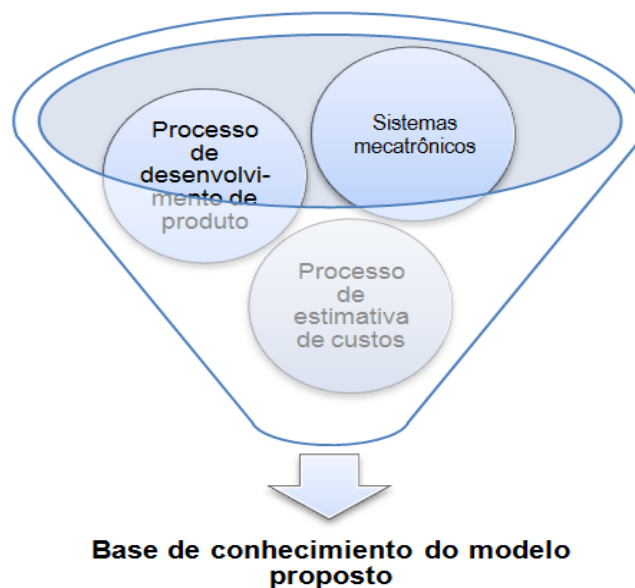 Processo
de
desenvolvi-
mento de
produto
Sistemas
mecatrônicos
Processo
de
estimativa
de custos
Base de conhecimento do modelo
proposto